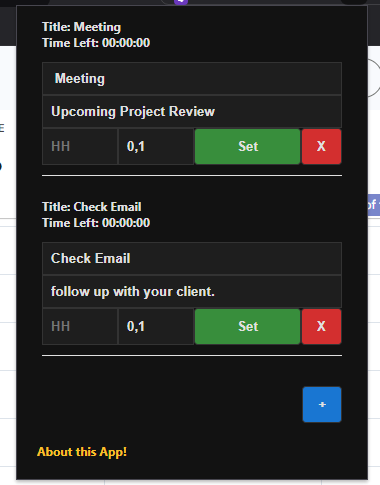 Title: Meeting
Time Left: 00:00:00
Meeting
Upcoming Project Review
HH 0,1 Set X
Title: Check Email
Time Left: 00:00:00
Check Email
follow up with your client.
HH 0,1 Set X
+
About this App!